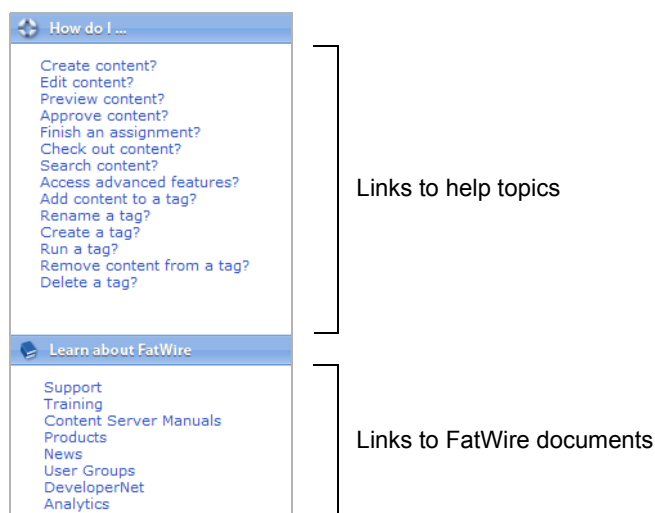 How do I ...
Create content?
Edit content?
Preview content?
Approve content?
Finish an assignment?
Check out content?
Search content?
Access advanced features?
Add content to a tag?
Rename a tag?
Create a tag?
Run a tag?
Remove content from a tag?
Delete a tag?
Links to help topics
Learn about FatWire
Support
Training
Content Server Manuals
Products
News
User Groups
DeveloperNet
Analytics
Links to FatWire documents